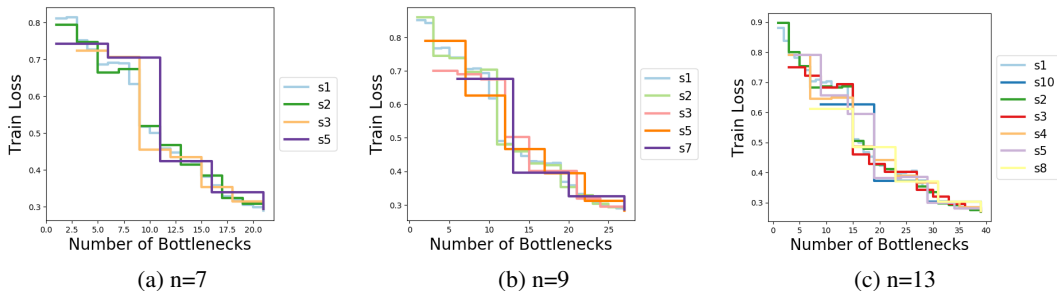 Train Loss
0.8
0.7
0.6
0.5
0.4
0.3
0.0 2.5 5.0 7.5 10.0 12.5 15.0 17.5 20.0
Number of Bottlenecks
s1
s2
s3
s5
(a) n=7
Train Loss
0.8
0.7
0.6
0.5
0.4
0.3
0 5 10 15 20 25
Number of Bottlenecks
s1
s2
s3
s5
s7
(b) n=9
Train Loss
0.9
0.8
0.7
0.6
0.5
0.4
0.3
0 5 10 15 20 25 30 35 40
Number of Bottlenecks
s1
s10
s2
s3
s4
s5
s8
(c) n=13